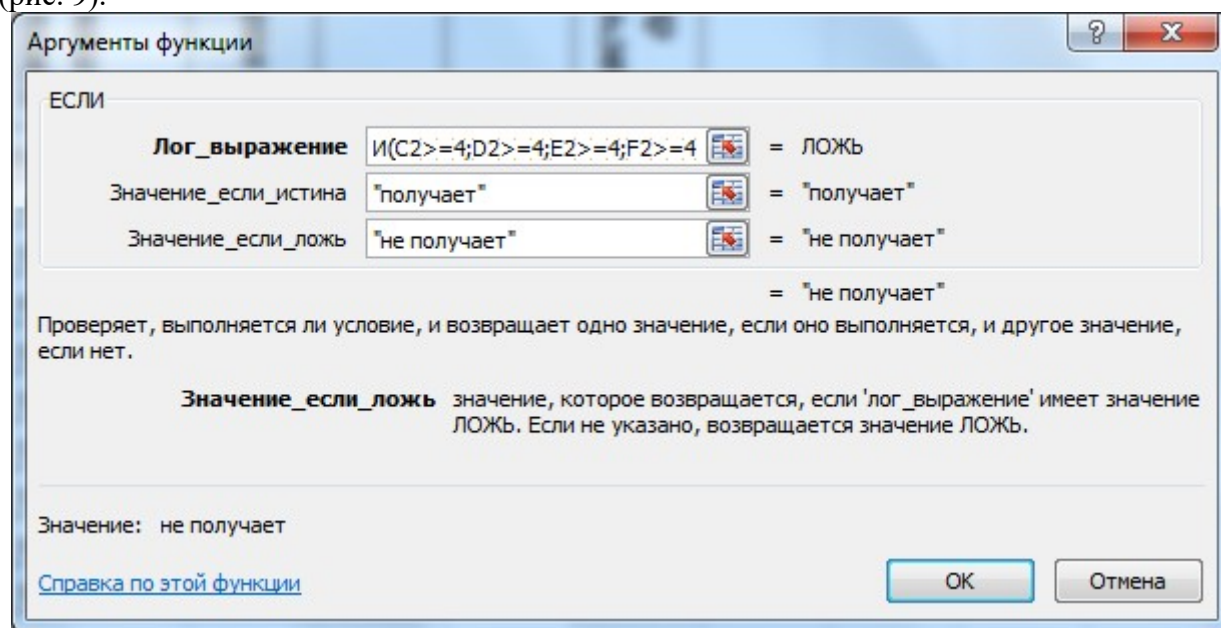 (рис. 9).
Аргументы функции
ЕСЛИ
Лог_выражение И(C2>=4;D2>=4;E2>=4;F2>=4 = ЛОЖЬ
Значение_если_истина "получает" = "получает"
Значение_если_ложь "не получает" = "не получает"
= "не получает"
Проверяет, выполняется ли условие, и возвращает одно значение, если оно выполняется, и другое значение,
если нет.
Значение_если_ложь значение, которое возвращается, если 'лог_выражение' имеет значение
ЛОЖЬ. Если не указано, возвращается значение ЛОЖЬ.
Значение: не получает
Справка по этой функции
ОК
Отмена